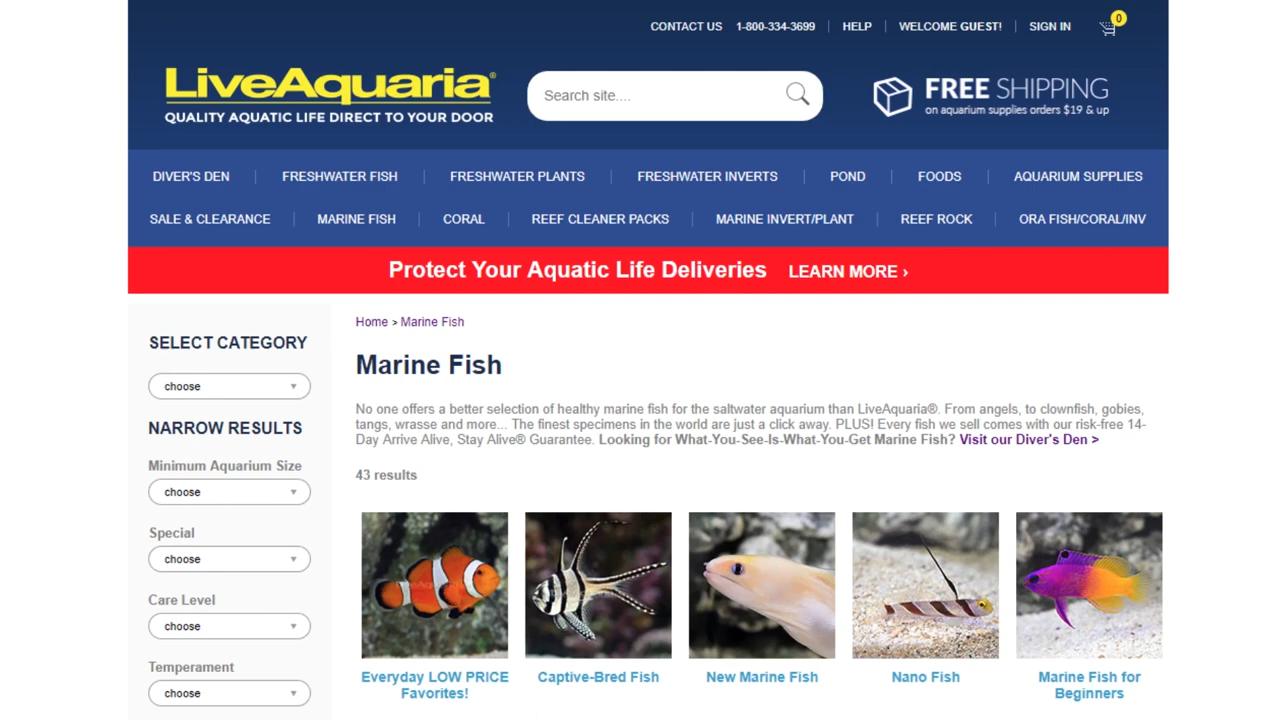 CONTACT US 1-800-334-3699 HELP WELCOME GUEST! SIGN IN 0
LiveAquaria®
QUALITY AQUATIC LIFE DIRECT TO YOUR DOOR
Search site....
FREE SHIPPING
on aquarium supplies orders $19 & up
DIVER'S DEN FRESHWATER FISH FRESHWATER PLANTS FRESHWATER INVERTS POND FOODS AQUARIUM SUPPLIES
SALE & CLEARANCE MARINE FISH CORAL REEF CLEANER PACKS MARINE INVERT/PLANT REEF ROCK ORA FISH/CORAL/INV
Protect Your Aquatic Life Deliveries LEARN MORE ›
SELECT CATEGORY
choose
NARROW RESULTS
Minimum Aquarium Size
choose
Special
choose
Care Level
choose
Temperament
choose
Home > Marine Fish
Marine Fish
No one offers a better selection of healthy marine fish for the saltwater aquarium than LiveAquaria®. From angels, to clownfish, gobies,
tangs, wrasse and more... The finest specimens in the world are just a click away. PLUS! Every fish we sell comes with our risk-free 14-
Day Arrive Alive, Stay Alive® Guarantee. Looking for What-You-See-Is-What-You-Get Marine Fish? Visit our Diver's Den >
43 results
LiveAquaria
Everyday LOW PRICE
Favorites!
Captive-Bred Fish
New Marine Fish
Nano Fish
Marine Fish for
Beginners